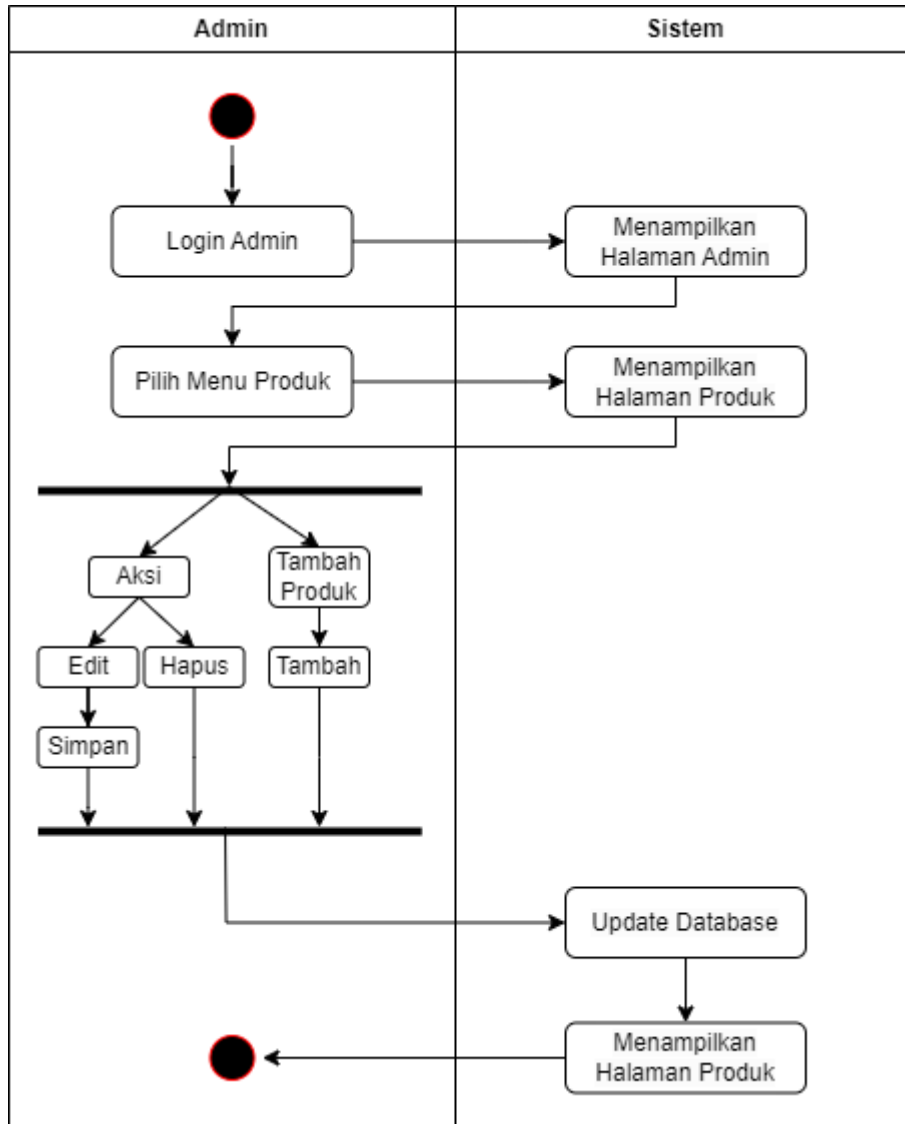 Admin
Sistem
Login Admin
Menampilkan
Halaman Admin
Pilih Menu Produk
Menampilkan
Halaman Produk
Aksi
Tambah
Produk
Edit
Hapus
Tambah
Simpan
Update Database
Menampilkan
Halaman Produk